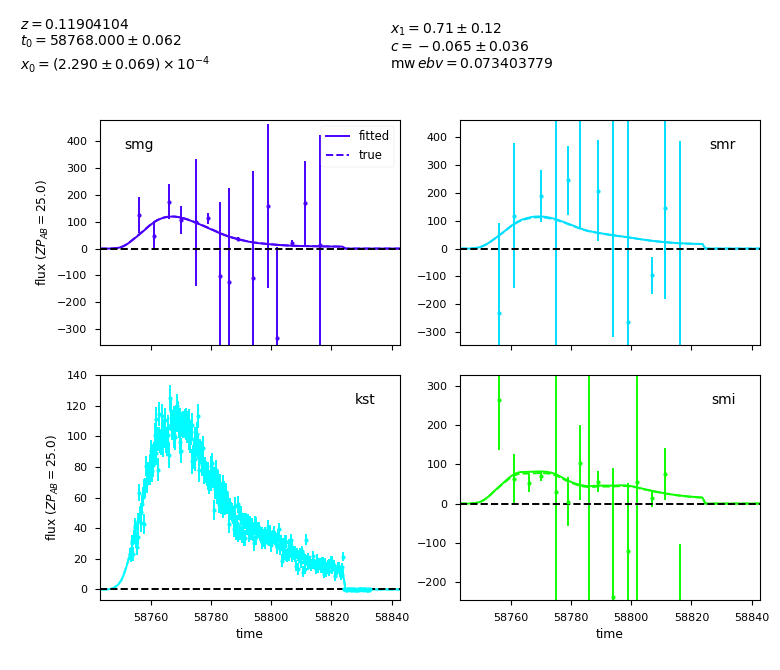 z = 0.11904104
t0 = 58768.000 ± 0.062
x0 = (2.290 ± 0.069) × 10^−4
x1 = 0.71 ± 0.12
c = −0.065 ± 0.036
mw ebv = 0.073403779
400
300
200
100
0
−100
−200
−300
flux (ZP_AB = 25.0)
smg
fitted
true
400
300
200
100
0
−100
−200
−300
smr
140
120
100
80
60
40
20
0
flux (ZP_AB = 25.0)
kst
58760 58780 58800 58820 58840
time
300
200
100
0
−100
−200
smi
58760 58780 58800 58820 58840
time